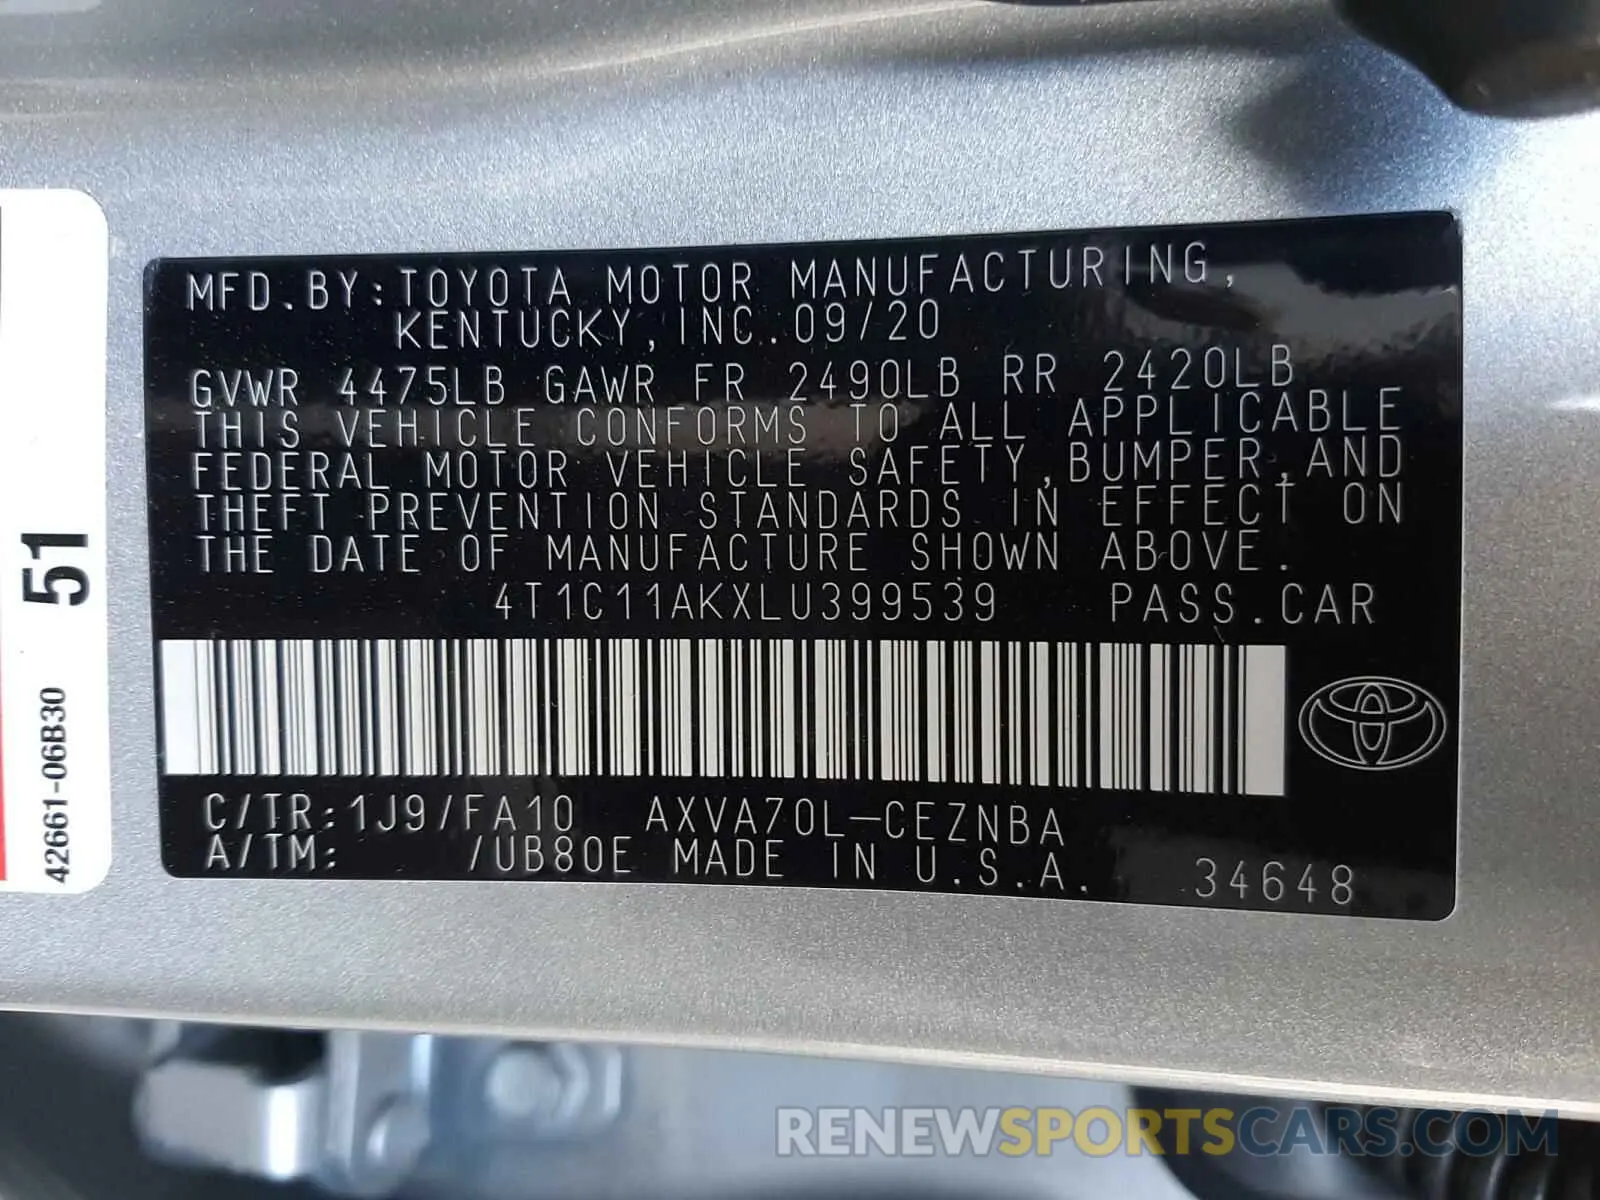 MFD.BY:TOYOTA MOTOR MANUFACTURING,
KENTUCKY,INC.09/20
GVWR 4475LB GAWR FR 2490LB RR 2420LB
THIS VEHICLE CONFORMS TO ALL APPLICABLE
FEDERAL MOTOR VEHICLE SAFETY,BUMPER,AND
THEFT PREVENTION STANDARDS IN EFFECT ON
THE DATE OF MANUFACTURE SHOWN ABOVE.
4T1C11AKXLU399539 PASS.CAR
C/TR:1J9/FA10 AXVA70L-CEZNBA
A/TM: /UB80E MADE IN U.S.A. 34648
51
42661-06B30
RENEWSPORTSCARS.COM